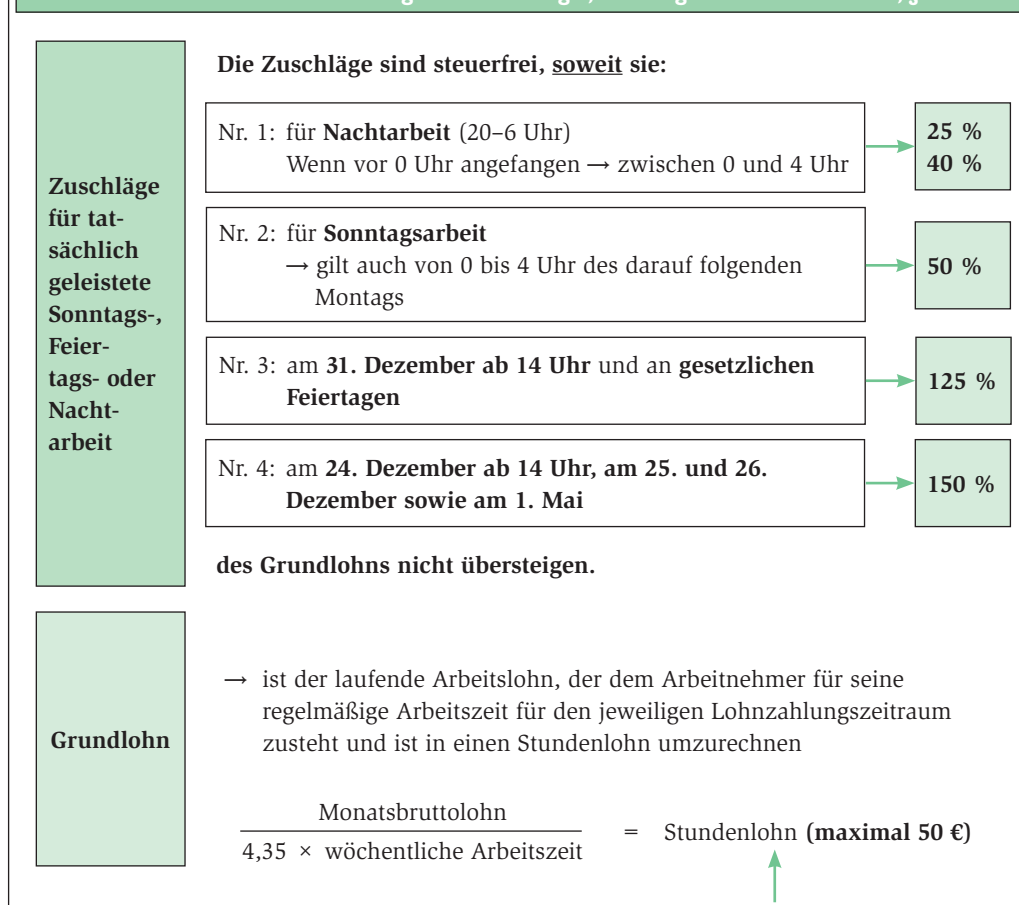 Die Zuschläge sind steuerfrei, soweit sie:
Zuschläge
für tat-
sächlich
geleistete
Sonntags-,
Feier-
tags- oder
Nacht-
arbeit
Nr. 1: für Nachtarbeit (20–6 Uhr)
Wenn vor 0 Uhr angefangen → zwischen 0 und 4 Uhr
25 %
40 %
Nr. 2: für Sonntagsarbeit
→ gilt auch von 0 bis 4 Uhr des darauf folgenden
Montags
50 %
Nr. 3: am 31. Dezember ab 14 Uhr und an gesetzlichen
Feiertagen
125 %
Nr. 4: am 24. Dezember ab 14 Uhr, am 25. und 26.
Dezember sowie am 1. Mai
150 %
des Grundlohns nicht übersteigen.
Grundlohn
→ ist der laufende Arbeitslohn, der dem Arbeitnehmer für seine
regelmäßige Arbeitszeit für den jeweiligen Lohnzahlungszeitraum
zusteht und ist in einen Stundenlohn umzurechnen
Monatsbruttolohn
4,35 × wöchentliche Arbeitszeit
= Stundenlohn (maximal 50 €)